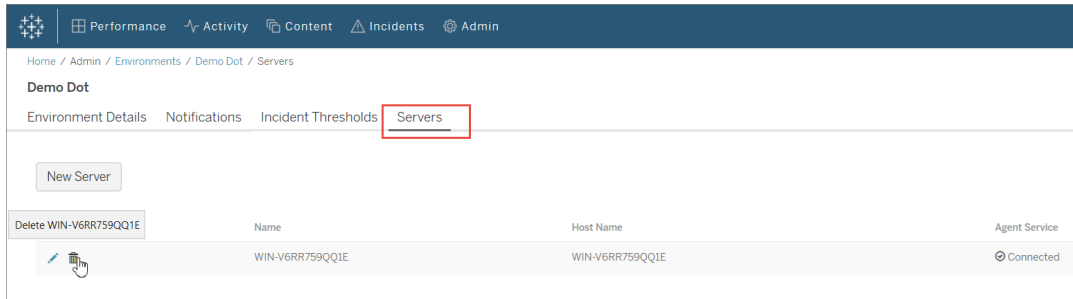 Performance Activity Content Incidents Admin
Home / Admin / Environments / Demo Dot / Servers
Demo Dot
Environment Details Notifications Incident Thresholds Servers
New Server
Delete WIN-V6RR759QQ1E
Name Host Name Agent Service
WIN-V6RR759QQ1E WIN-V6RR759QQ1E Connected